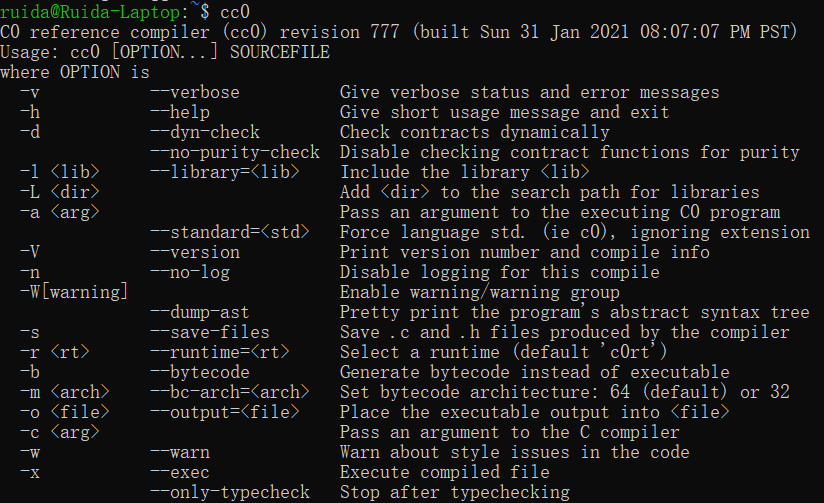 ruida@Ruida-Laptop:~$ cc0
C0 reference compiler (cc0) revision 777 (built Sun 31 Jan 2021 08:07:07 PM PST)
Usage: cc0 [OPTION...] SOURCEFILE
where OPTION is
  -v           --verbose          Give verbose status and error messages
  -h           --help             Give short usage message and exit
  -d           --dyn-check        Check contracts dynamically
               --no-purity-check  Disable checking contract functions for purity
  -l <lib>     --library=<lib>    Include the library <lib>
  -L <dir>                        Add <dir> to the search path for libraries
  -a <arg>                        Pass an argument to the executing C0 program
               --standard=<std>   Force language std. (ie c0), ignoring extension
  -V           --version          Print version number and compile info
  -n           --no-log           Disable logging for this compile
  -W[warning]                     Enable warning/warning group
               --dump-ast         Pretty print the program's abstract syntax tree
  -s           --save-files       Save .c and .h files produced by the compiler
  -r <rt>      --runtime=<rt>     Select a runtime (default 'c0rt')
  -b           --bytecode         Generate bytecode instead of executable
  -m <arch>    --bc-arch=<arch>   Set bytecode architecture: 64 (default) or 32
  -o <file>    --output=<file>    Place the executable output into <file>
  -c <arg>                        Pass an argument to the C compiler
  -w           --warn             Warn about style issues in the code
  -x           --exec             Execute compiled file
               --only-typecheck   Stop after typechecking